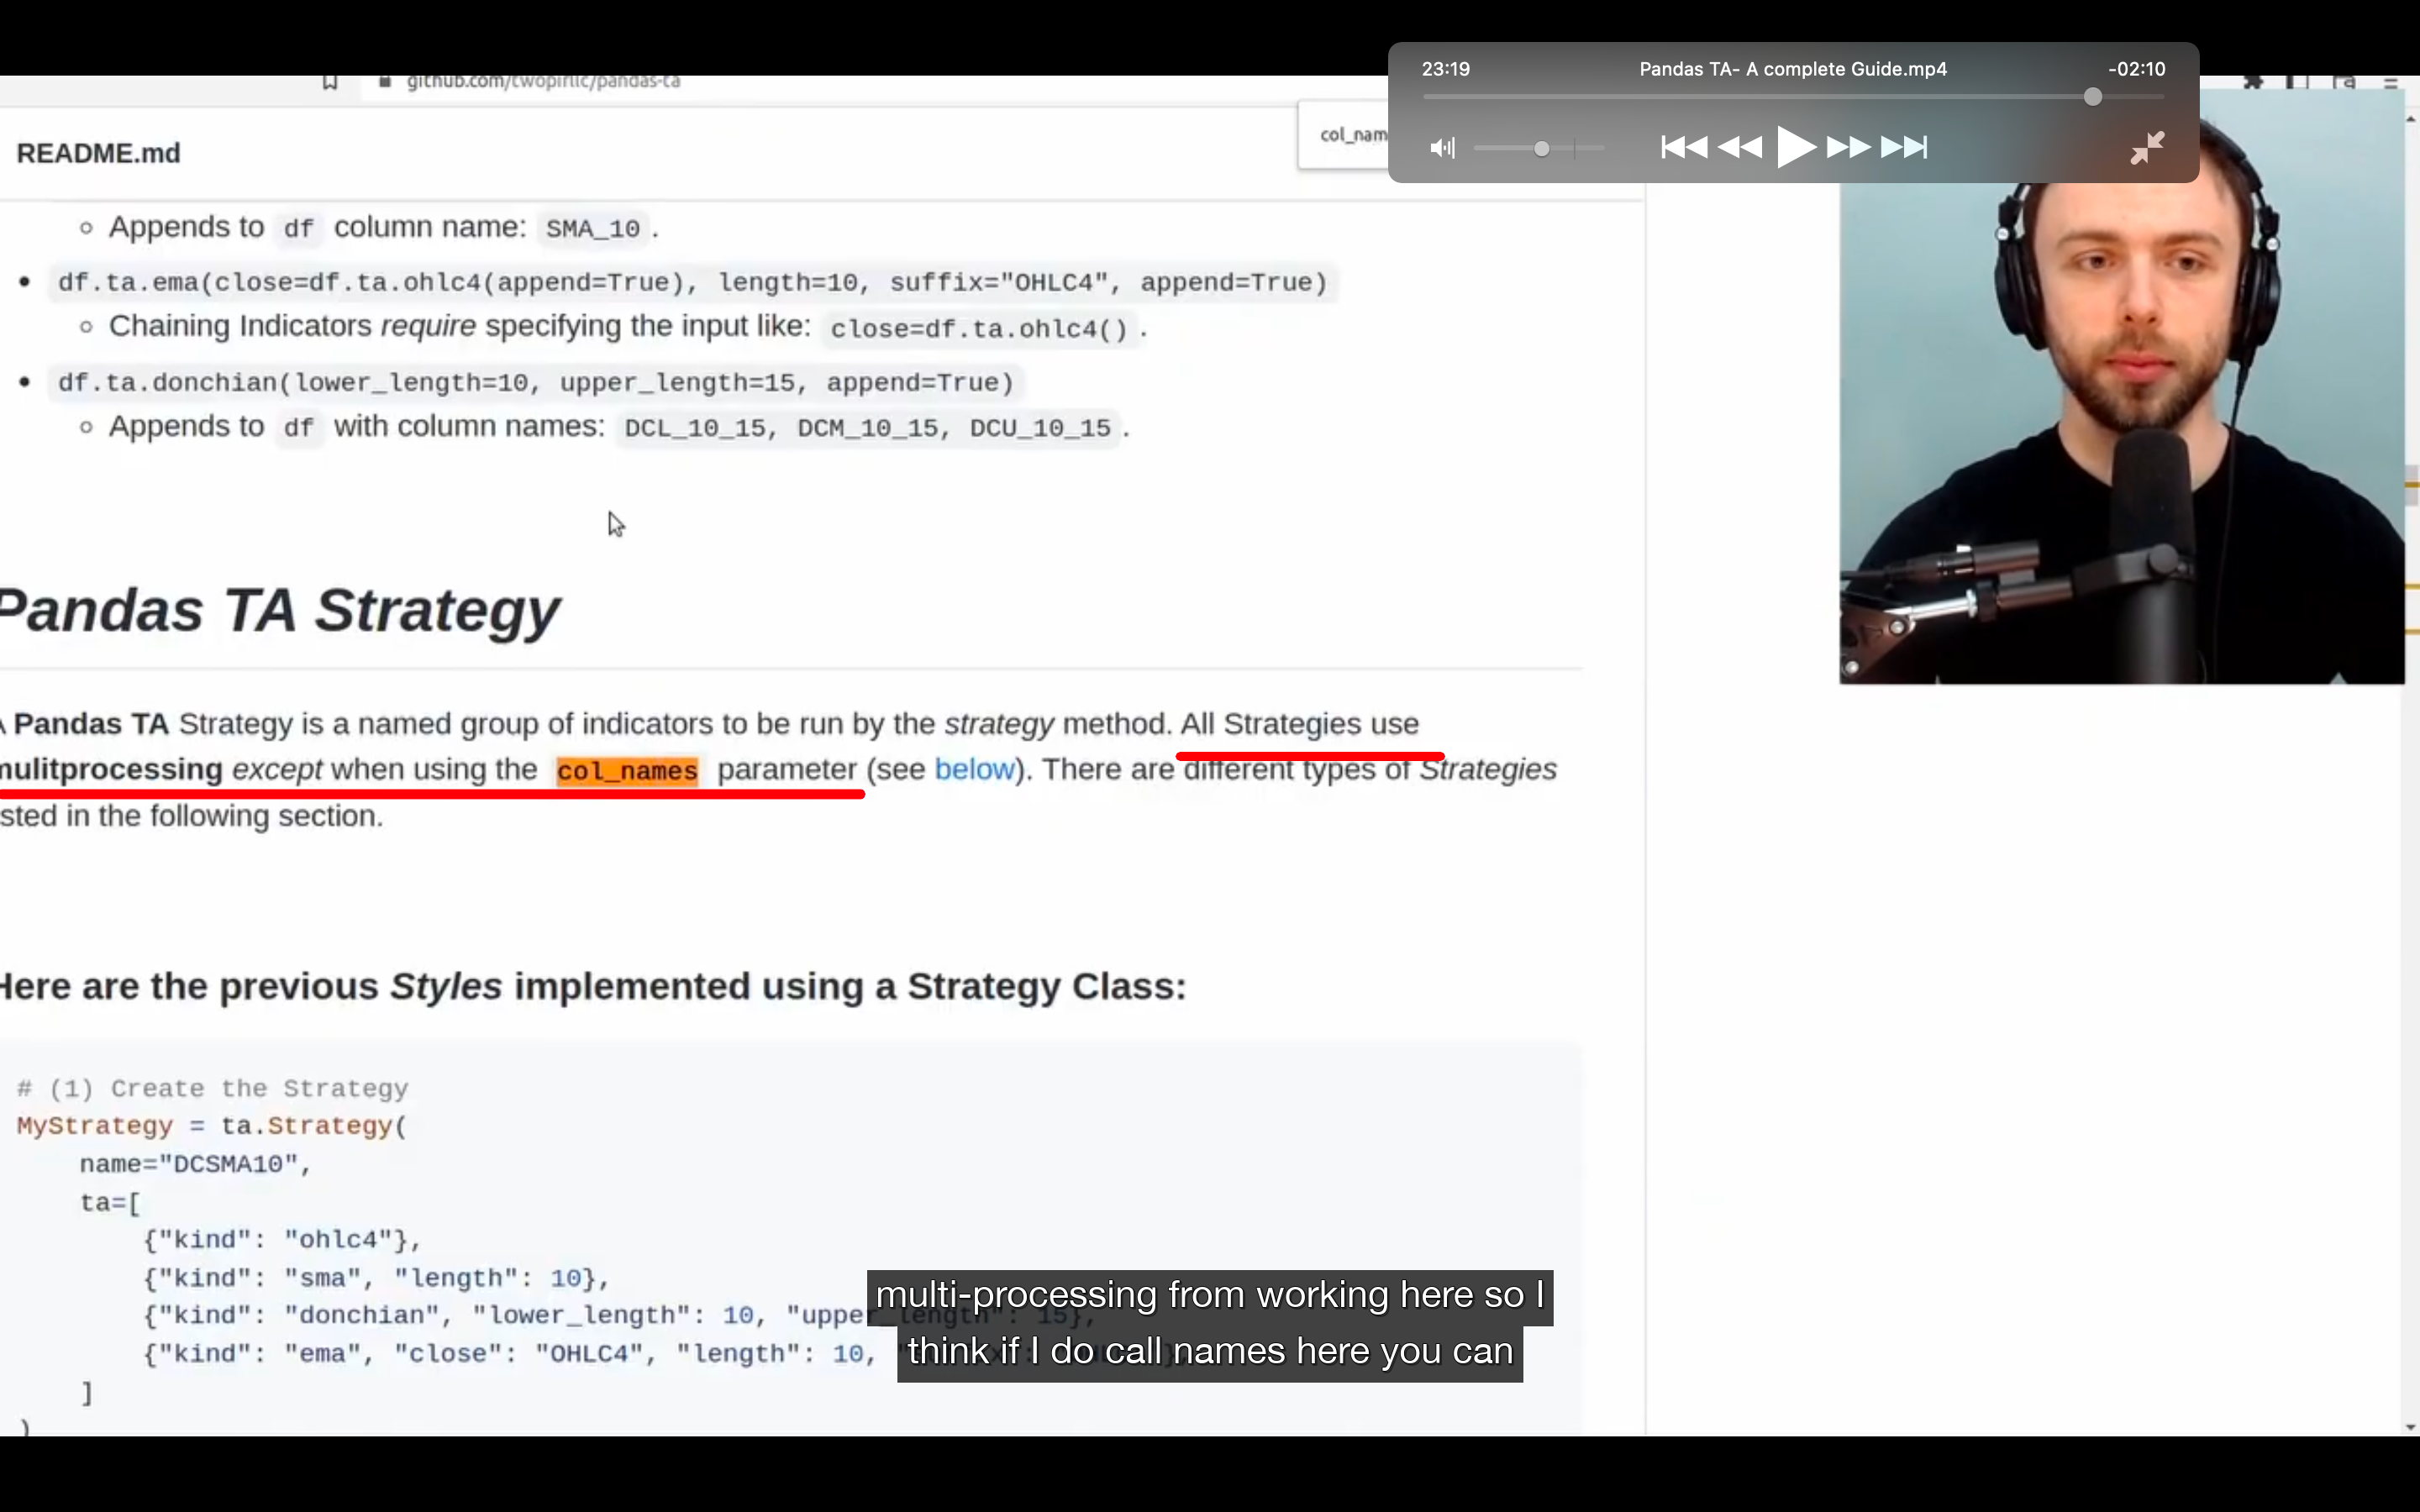 23:19
Pandas TA- A complete Guide.mp4
-02:10
github.com/twopirllc/pandas-ta
col_nam
README.md
Appends to df column name: SMA_10 .
df.ta.ema(close=df.ta.ohlc4(append=True), length=10, suffix="OHLC4", append=True)
Chaining Indicators require specifying the input like: close=df.ta.ohlc4() .
df.ta.donchian(lower_length=10, upper_length=15, append=True)
Appends to df with column names: DCL_10_15, DCM_10_15, DCU_10_15 .
Pandas TA Strategy
A Pandas TA Strategy is a named group of indicators to be run by the strategy method. All Strategies use
mulitprocessing except when using the col_names parameter (see below). There are different types of Strategies
sted in the following section.
Here are the previous Styles implemented using a Strategy Class:
# (1) Create the Strategy
MyStrategy = ta.Strategy(
name="DCSMA10",
ta=[
{"kind": "ohlc4"},
{"kind": "sma", "length": 10},
{"kind": "donchian", "lower_length": 10, "upper_length": 15},
{"kind": "ema", "close": "OHLC4", "length": 10,
]
)
multi-processing from working here so I
think if I do call names here you can